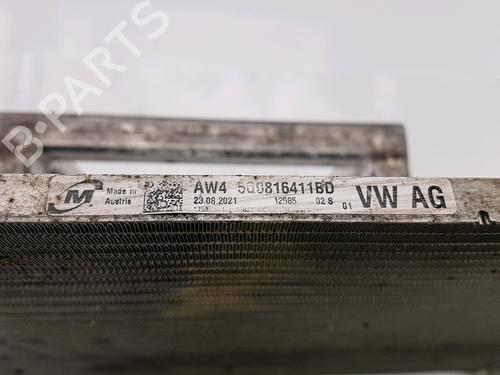 B-Parts
M
Made in
Austria
AW4 5Q0816411BD
23.08.2021 12585 02 S 01
VW AG